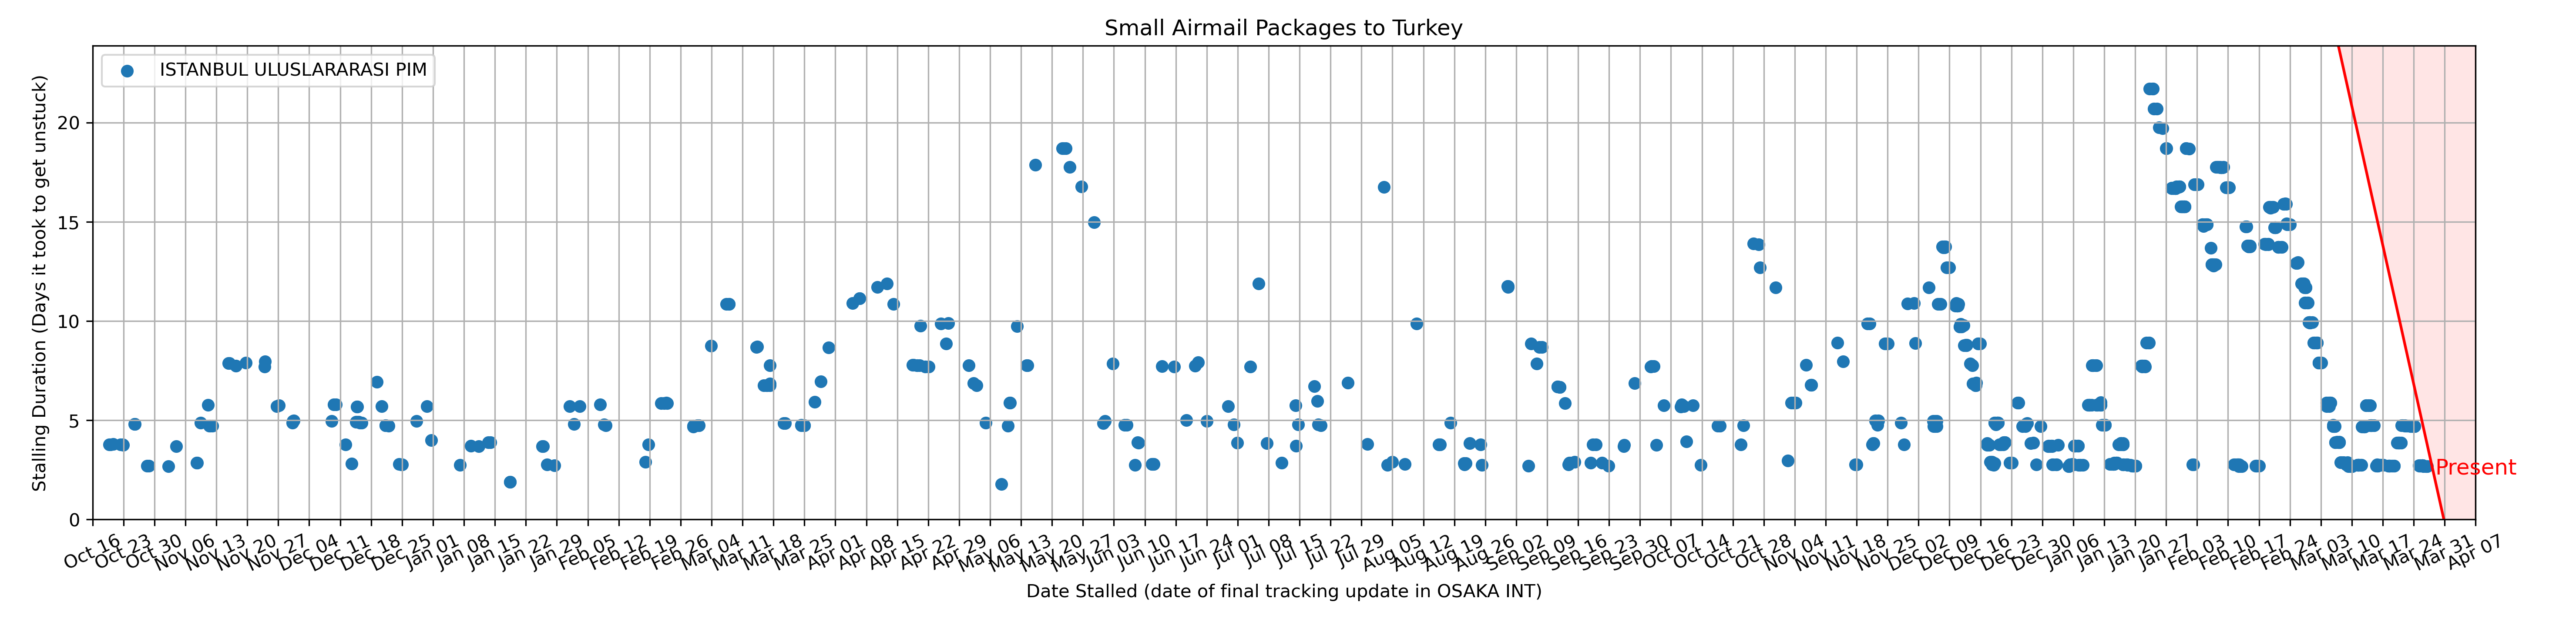 Small Airmail Packages to Turkey
ISTANBUL ULUSLARARASI PIM
Stalling Duration (Days it took to get unstuck)
20
15
10
5
0
Present
Oct 16
Oct 23
Oct 30
Nov 06
Nov 13
Nov 20
Nov 27
Dec 04
Dec 11
Dec 18
Dec 25
Jan 01
Jan 08
Jan 15
Jan 22
Jan 29
Feb 05
Feb 12
Feb 19
Feb 26
Mar 04
Mar 11
Mar 18
Mar 25
Apr 01
Apr 08
Apr 15
Apr 22
Apr 29
May 06
May 13
May 20
May 27
Jun 03
Jun 10
Jun 17
Jun 24
Jul 01
Jul 08
Jul 15
Jul 22
Jul 29
Aug 05
Aug 12
Aug 19
Aug 26
Sep 02
Sep 09
Sep 16
Sep 23
Sep 30
Oct 07
Oct 14
Oct 21
Oct 28
Nov 04
Nov 11
Nov 18
Nov 25
Dec 02
Dec 09
Dec 16
Dec 23
Dec 30
Jan 06
Jan 13
Jan 20
Jan 27
Feb 03
Feb 10
Feb 17
Feb 24
Mar 03
Mar 10
Mar 17
Mar 24
Mar 31
Apr 07
Date Stalled (date of final tracking update in OSAKA INT)